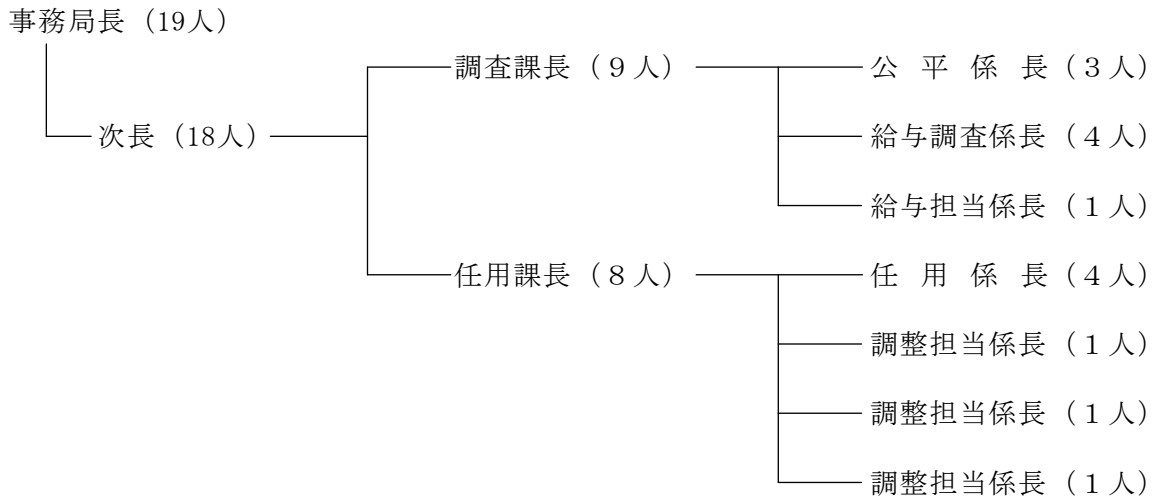 事務局長（19人）
調査課長（９人）
公平係長（３人）
次長（18人）
給与調査係長（４人）
給与担当係長（１人）
任用課長（８人）
任用係長（４人）
調整担当係長（１人）
調整担当係長（１人）
調整担当係長（１人）